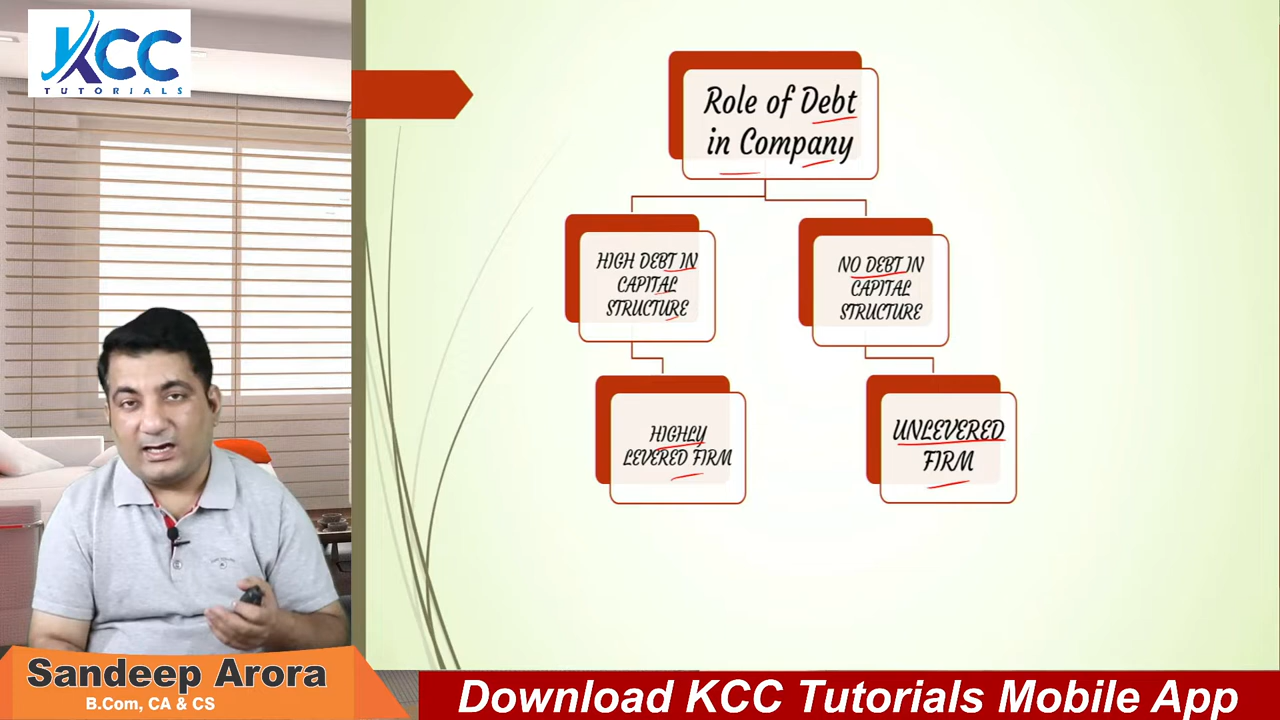 KCC
TUTORIALS
Role of Debt
in Company
HIGH DEBT IN
CAPITAL
STRUCTURE
NO DEBT IN
CAPITAL
STRUCTURE
HIGHLY
LEVERED FIRM
UNLEVERED
FIRM
Sandeep Arora
B.Com, CA & CS
Download KCC Tutorials Mobile App